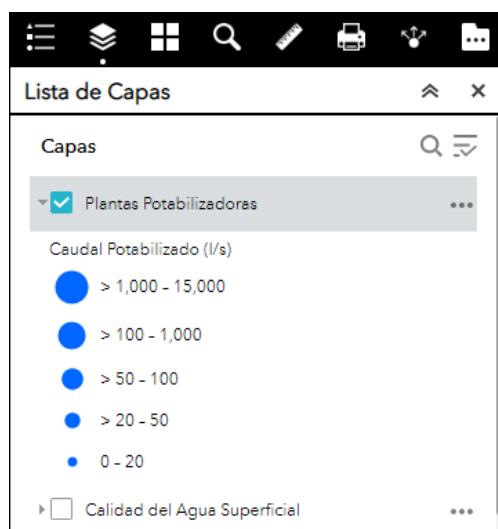 Lista de Capas
Capas
Plantas Potabilizadoras
Caudal Potabilizado (l/s)
> 1,000 - 15,000
> 100 - 1,000
> 50 - 100
> 20 - 50
0 - 20
Calidad del Agua Superficial